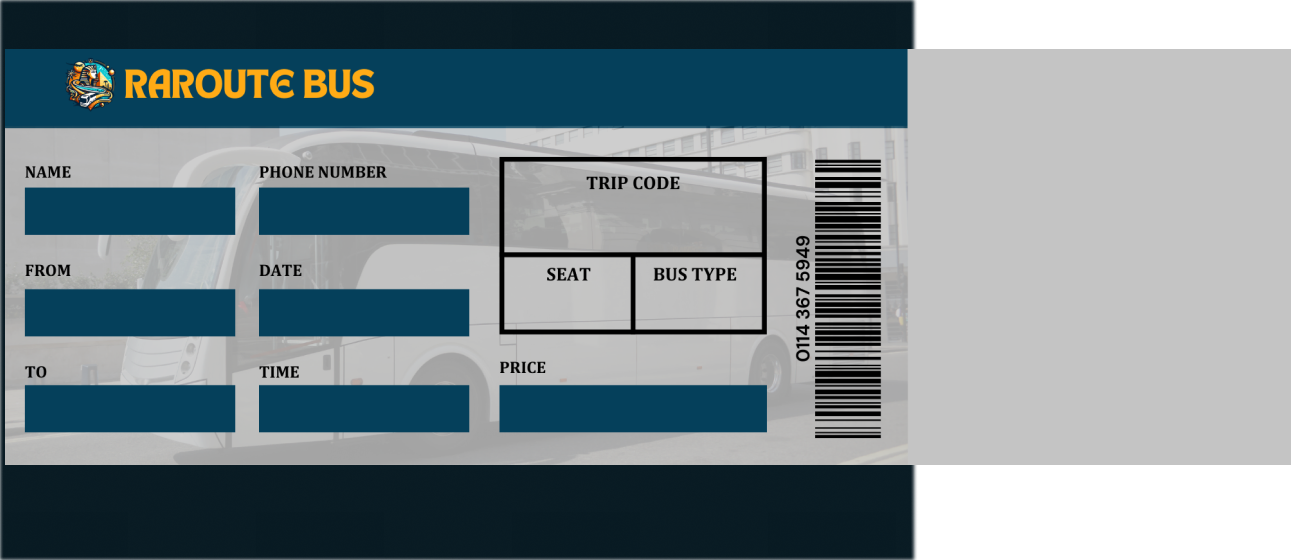 RAROUTE BUS
NAME
PHONE NUMBER
TRIP CODE
FROM
DATE
SEAT
BUS TYPE
TO
TIME
PRICE
0114 367 5949